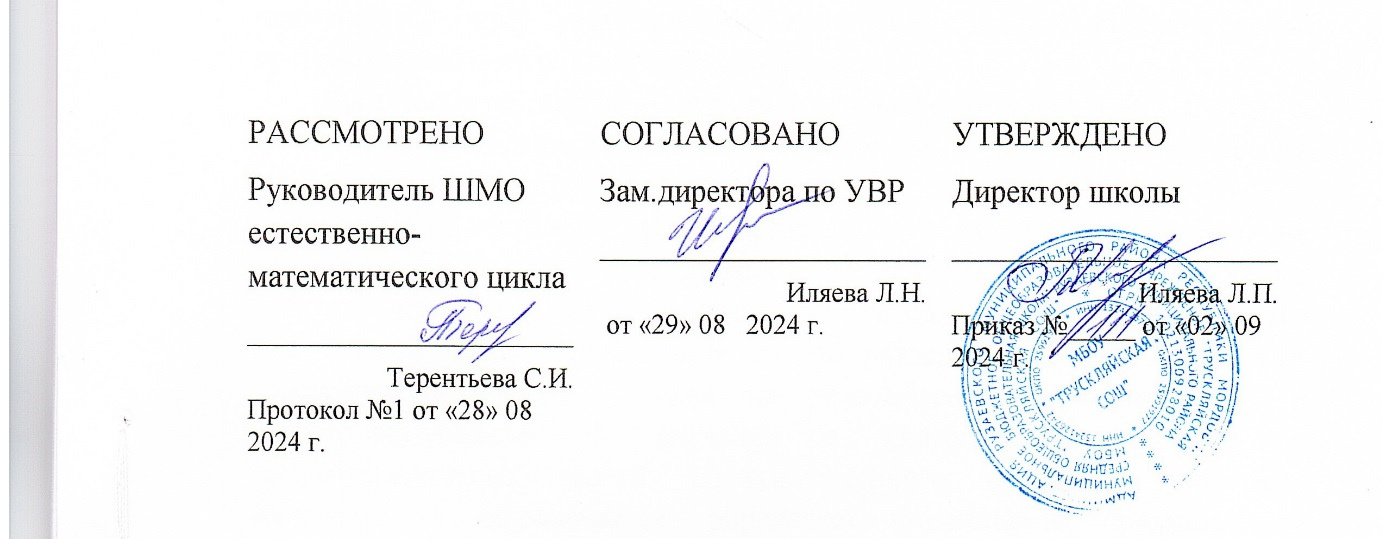 РАССМОТРЕНО
Руководитель ШМО
естественно-
математического цикла
Терентьева С.И.
Протокол №1 от «28» 08
2024 г.
СОГЛАСОВАНО
Зам.директора по УВР
Иляева Л.Н.
от «29» 08 2024 г.
УТВЕРЖДЕНО
Директор школы
Иляева Л.П.
Приказ № от «02» 09
2024 г.
МБОУ
"ТРУСКЛЯЙСКАЯ
СОШ"